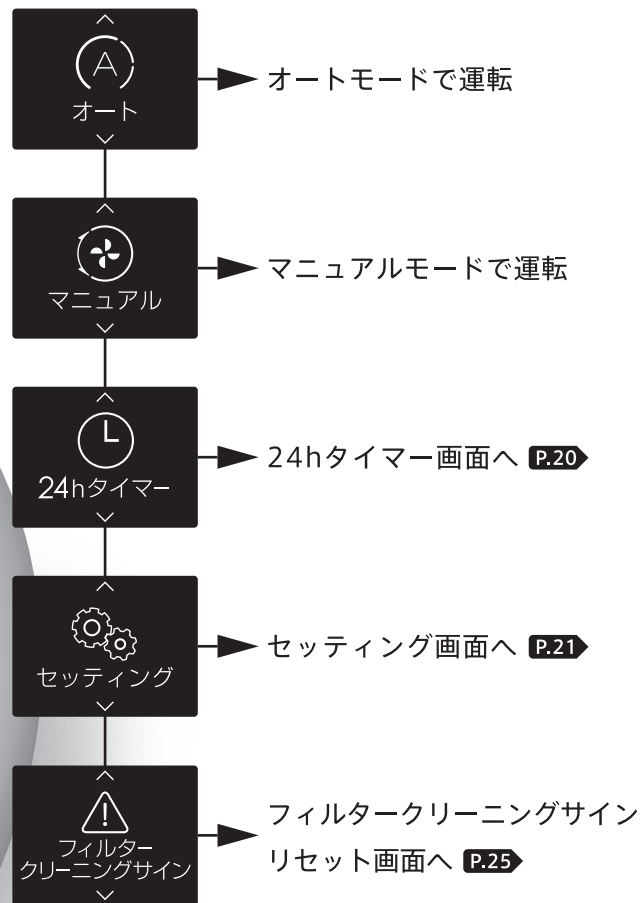 A
オート
オートモードで運転
マニュアル
マニュアルモードで運転
24hタイマー
24hタイマー画面へ P.20
セッティング
セッティング画面へ P.21
フィルター
クリーニングサイン
フィルタークリーニングサイン
リセット画面へ P.25